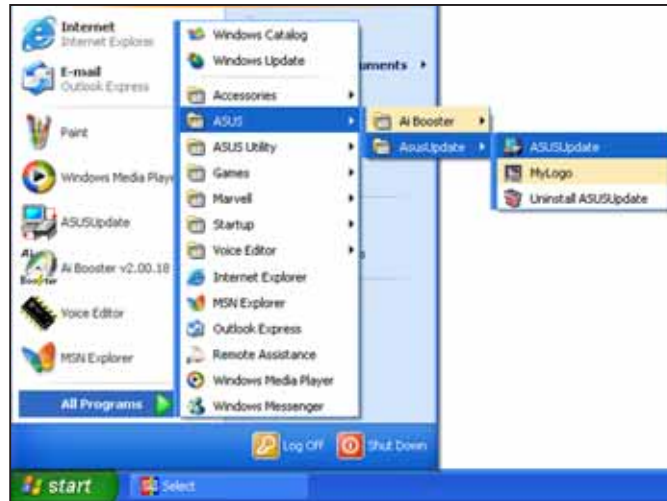 Internet
Internet Explorer
E-mail
Outlook Express
Paint
Windows Media Play
ASUSUpdate
Ai Booster v2.00.18
Voice Editor
MSN Explorer
All Programs
Windows Catalog
Windows Update
Accessories
ASUS
ASUS Utility
Games
Marvell
Startup
Voice Editor
Internet Explorer
MSN Explorer
Outlook Express
Remote Assistance
Windows Media Player
Windows Messenger
uments
s
Ai Booster
AsusUpdate
ASUSUpdate
MyLogo
Uninstall ASUSUpdate
Log Off
Shut Down
start
Select